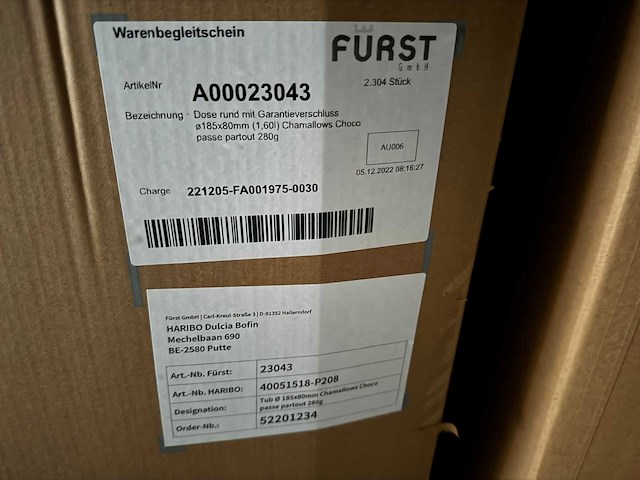 Warenbegleitschein
FÜRST
GmbH
2.304 Stück
ArtikelNr A00023043
Bezeichnung Dose rund mit Garantieverschluss
ø185x80mm (1,60l) Chamallows Choco
passe partout 280g
AU006
05.12.2022 08:16:27
Charge 221205-FA001975-0030
Fürst GmbH | Carl-Kreul-Straße 3 | D-91352 Hallerndorf
HARIBO Dulcia Bofin
Mechelbaan 690
BE-2580 Putte
Art.-Nb. Fürst: 23043
Art.-Nb. HARIBO: 40051518-P208
Designation: Tub Ø 185x80mm Chamallows Choco
passe partout 280g
Order-Nb.: 52201234